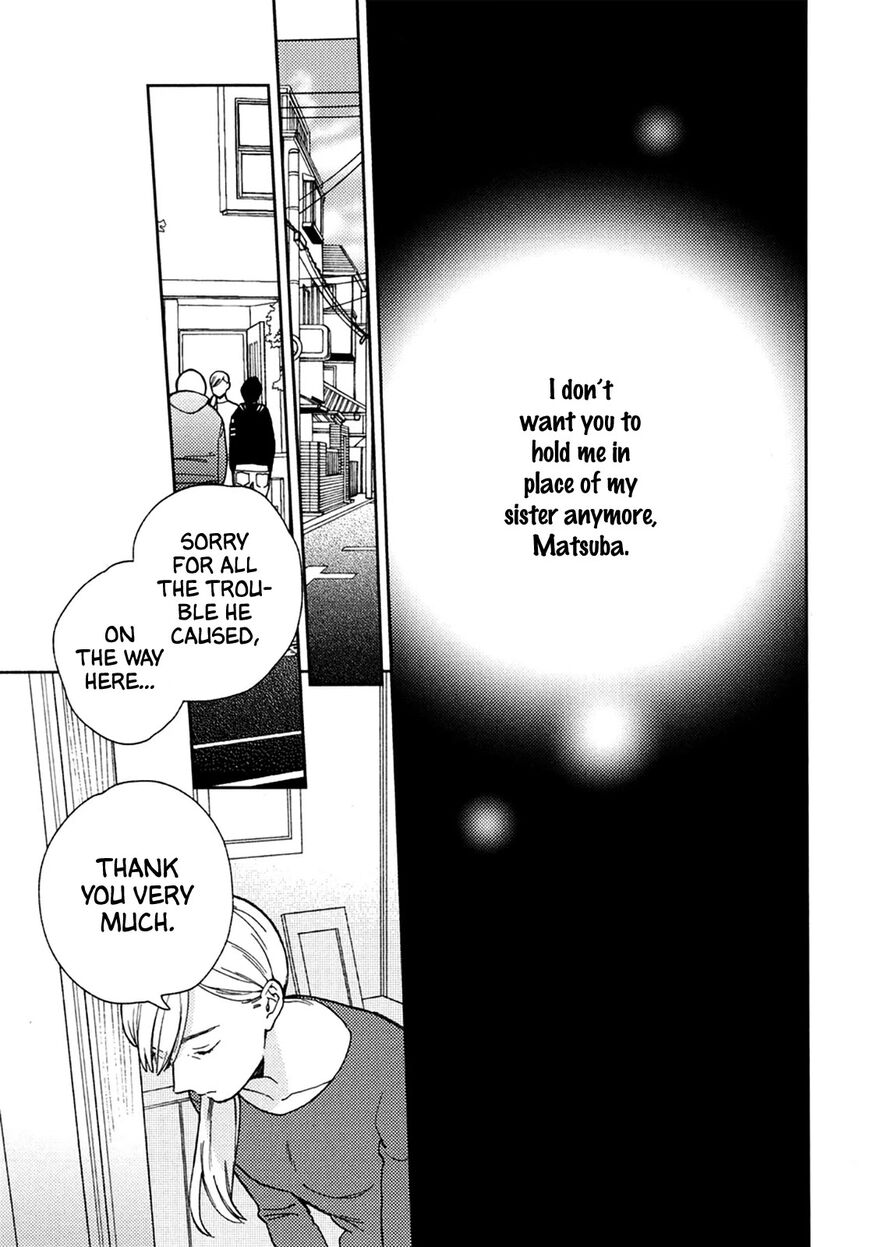 I don't
want you to
hold me in
place of my
sister anymore,
Matsuba.
SORRY
FOR ALL
THE TROU-
BLE HE
CAUSED,
ON
THE WAY
HERE...
THANK
YOU VERY
MUCH.